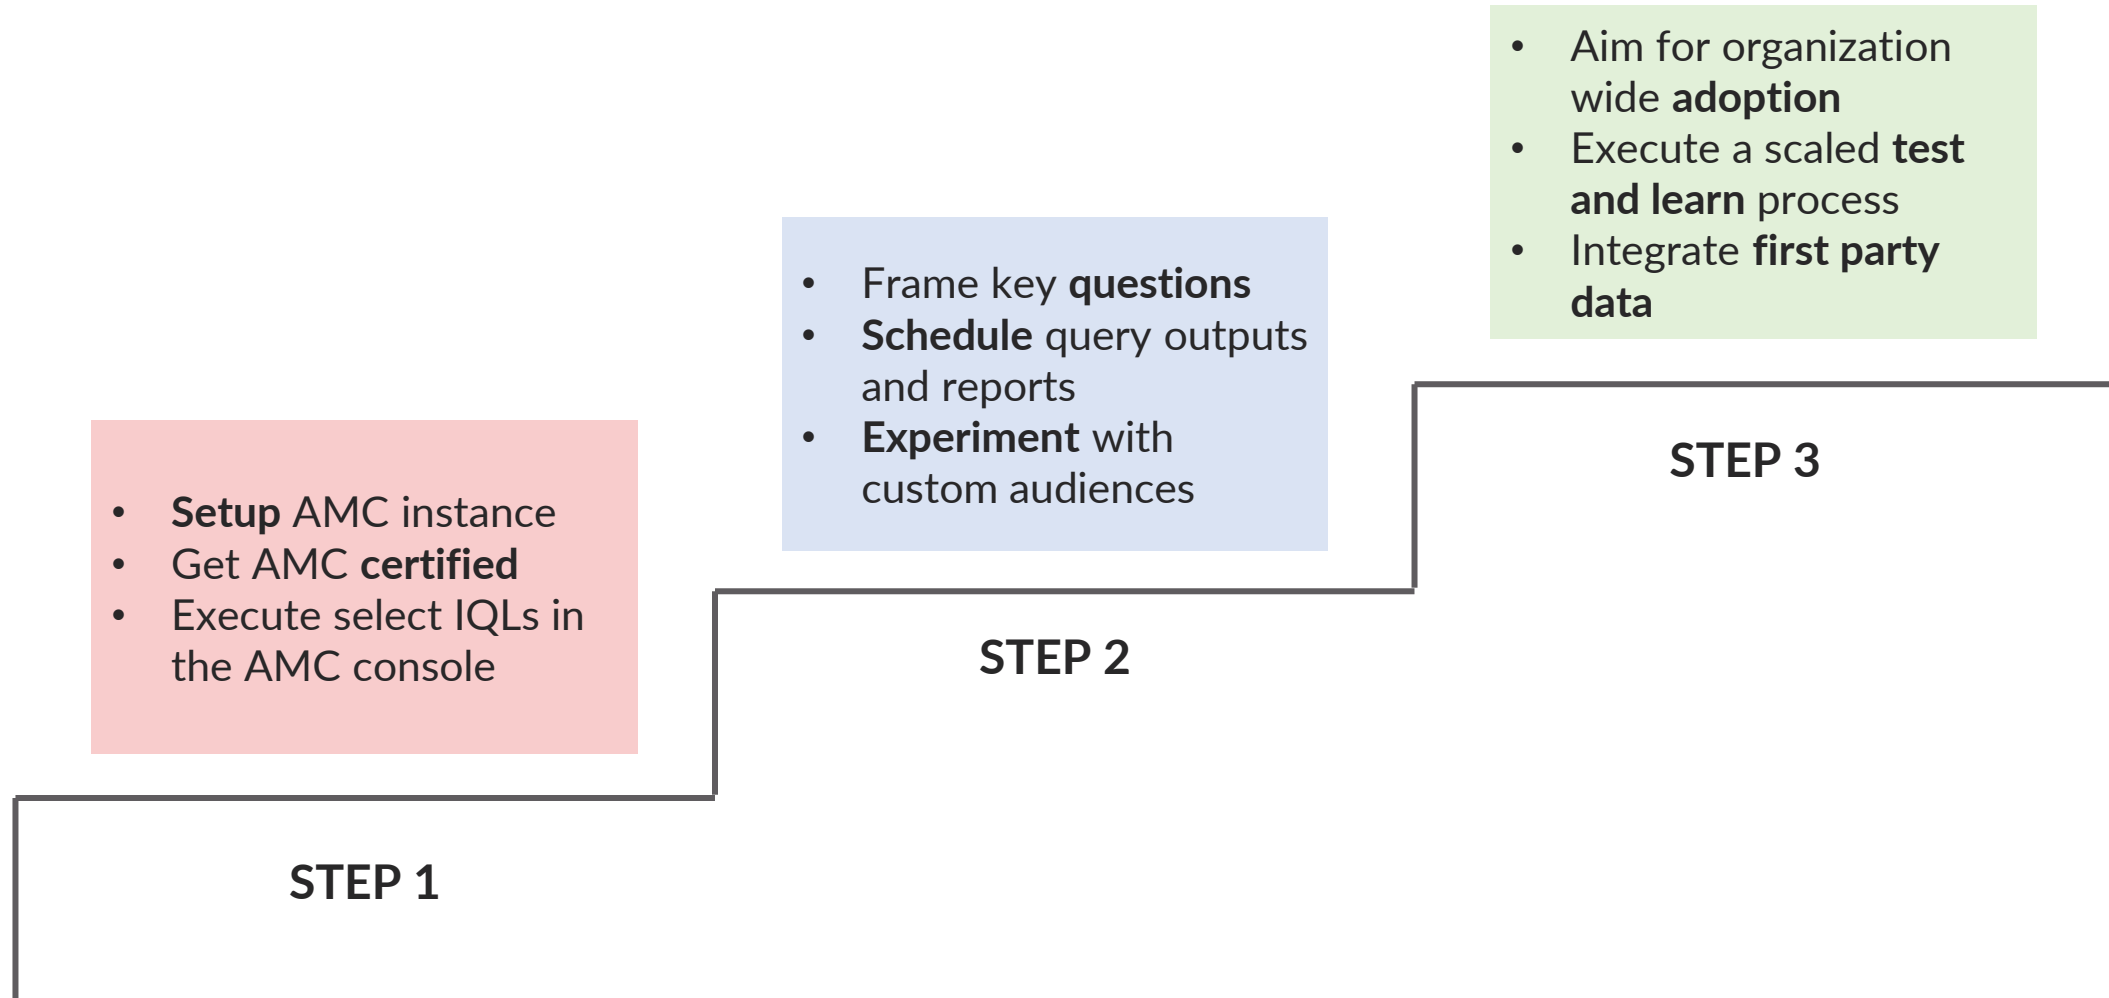 • Setup AMC instance
• Get AMC certified
• Execute select IQLs in
the AMC console
STEP 1
• Frame key questions
• Schedule query outputs
and reports
• Experiment with
custom audiences
STEP 2
• Aim for organization
wide adoption
• Execute a scaled test
and learn process
• Integrate first party
data
STEP 3